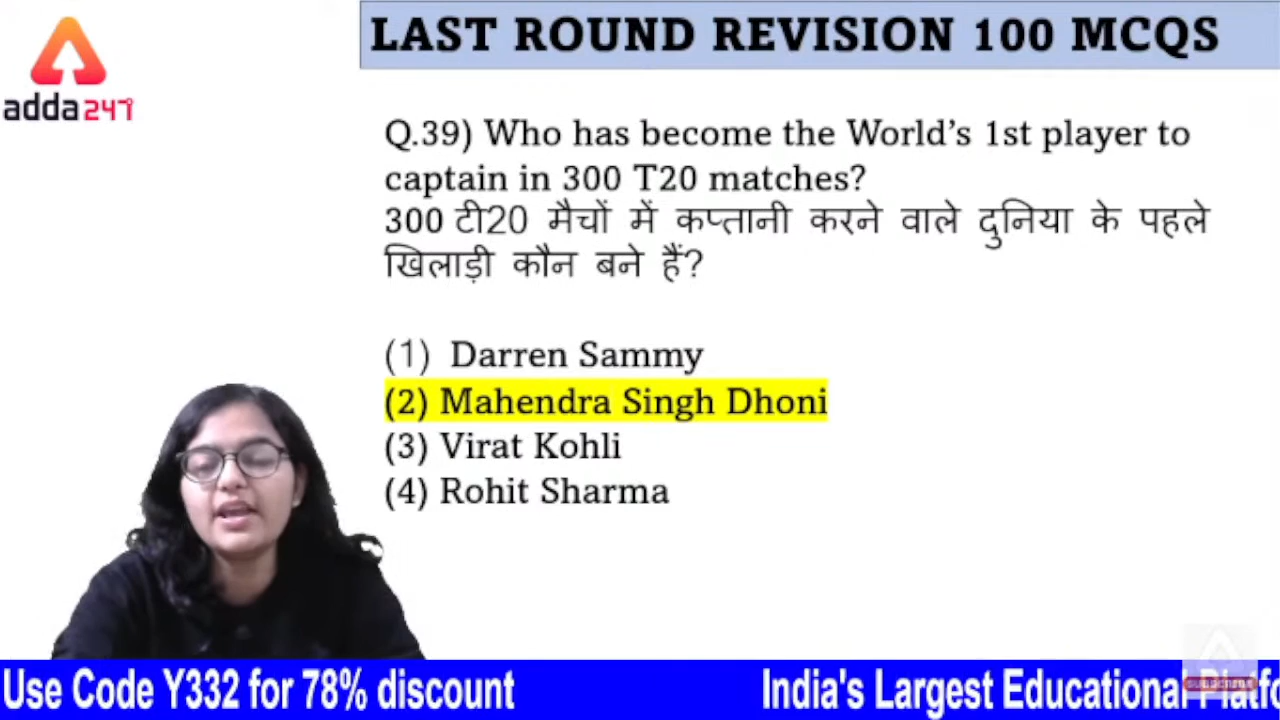 LAST ROUND REVISION 100 MCQS
adda247
Q.39) Who has become the World's 1st player to
captain in 300 T20 matches?
300 टी20 मैचों में कप्तानी करने वाले दुनिया के पहले
खिलाड़ी कौन बने हैं?
(1) Darren Sammy
(2) Mahendra Singh Dhoni
(3) Virat Kohli
(4) Rohit Sharma
SUBSCRIBE
Use Code Y332 for 78% discount India's Largest Educational Platfo